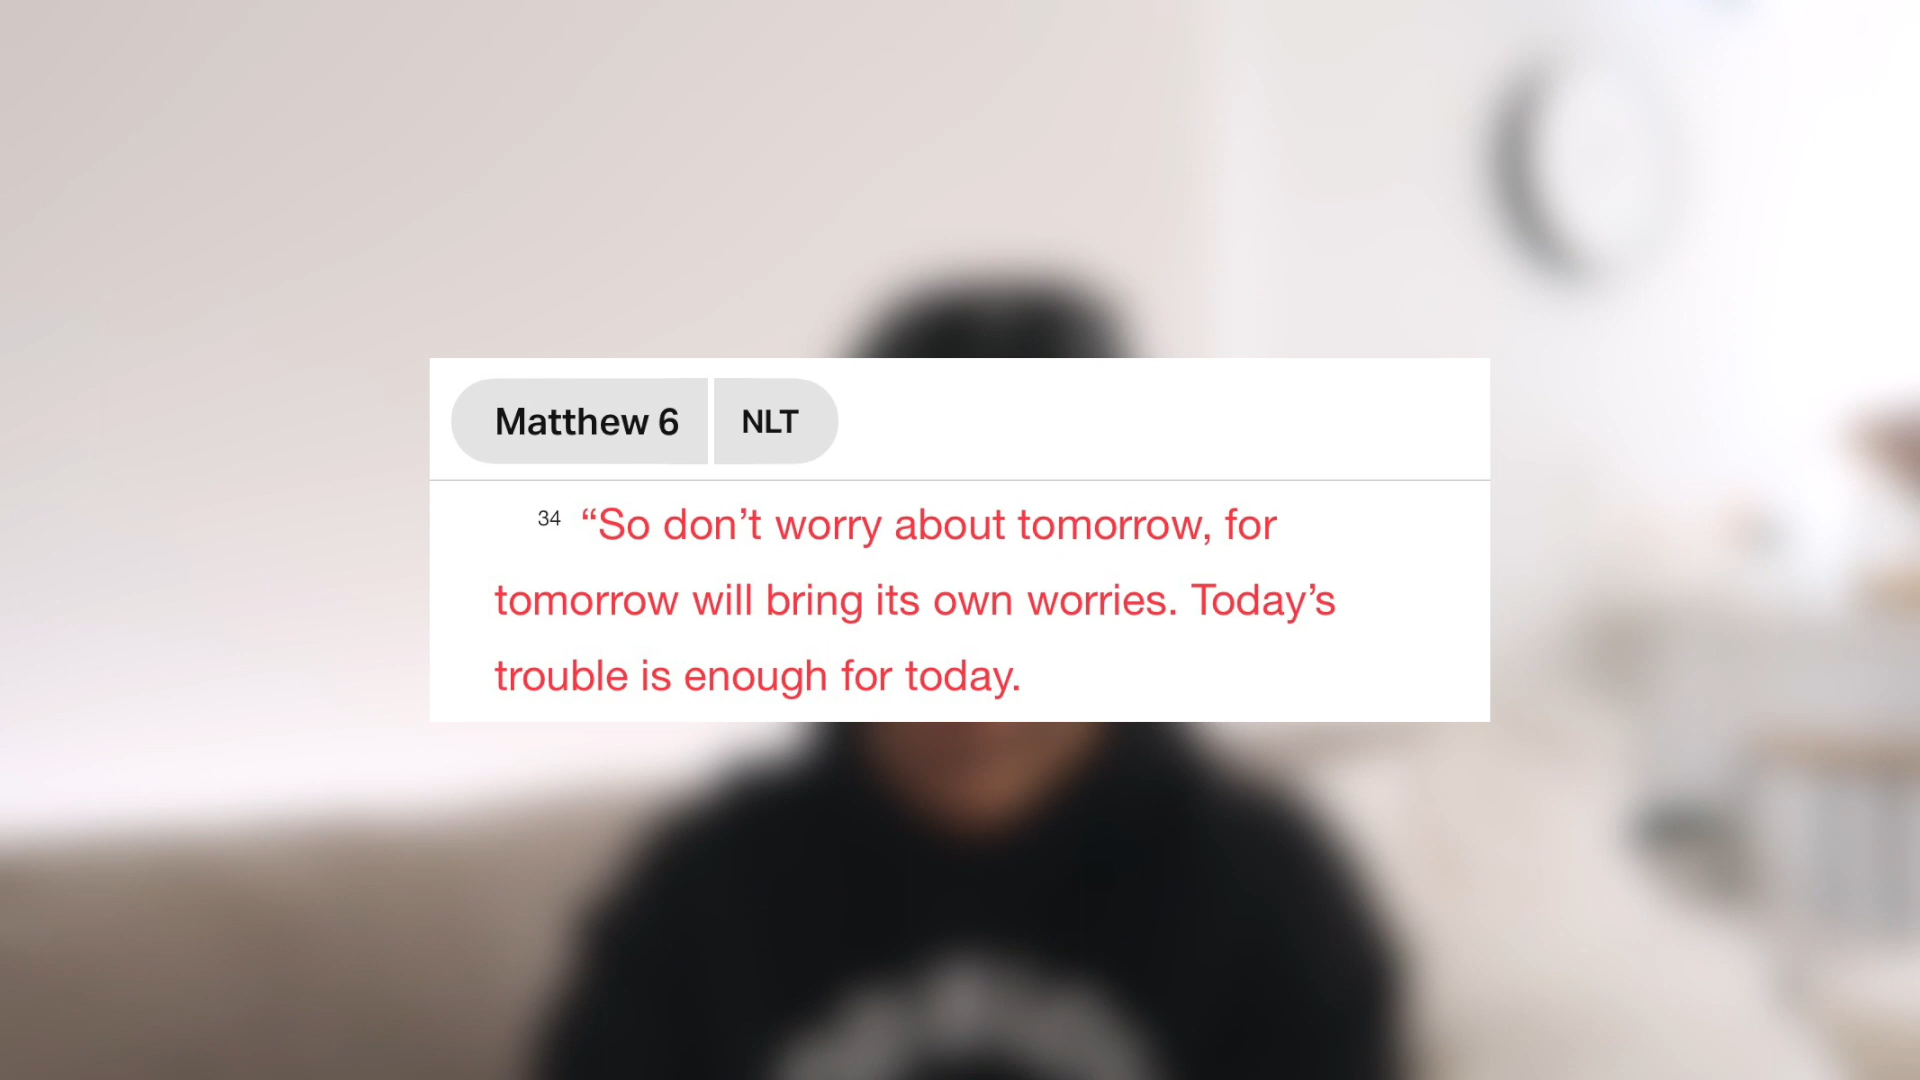 Matthew 6 NLT
34 “So don’t worry about tomorrow, for
tomorrow will bring its own worries. Today’s
trouble is enough for today.